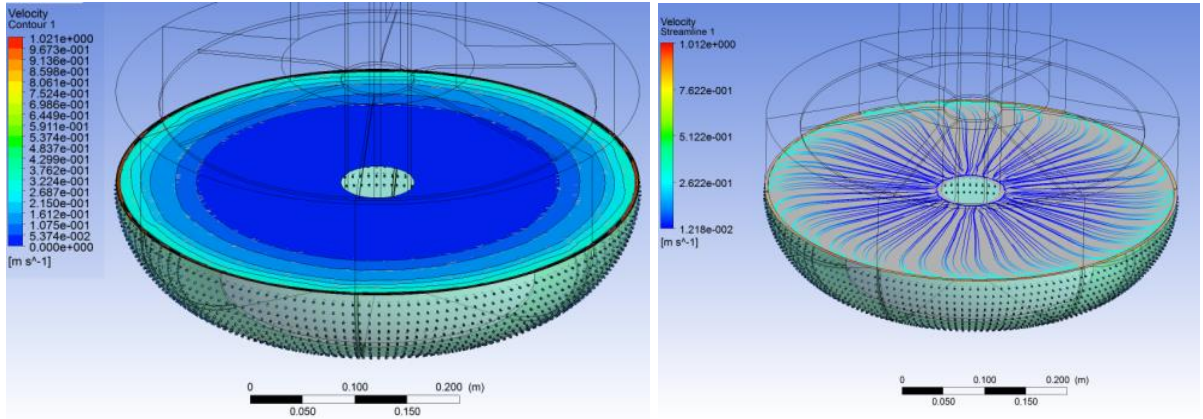 Velocity
Contour 1
1.021e+000
9.673e-001
9.136e-001
8.598e-001
8.061e-001
7.524e-001
6.986e-001
6.449e-001
5.911e-001
5.374e-001
4.837e-001
4.299e-001
3.762e-001
3.224e-001
2.687e-001
2.150e-001
1.612e-001
1.075e-001
5.374e-002
0.000e+000
[m s^-1]
0 0.100 0.200 (m)
0.050 0.150
Velocity
Streamline 1
1.012e+000
7.622e-001
5.122e-001
2.622e-001
1.218e-002
[m s^-1]
0 0.100 0.200 (m)
0.050 0.150